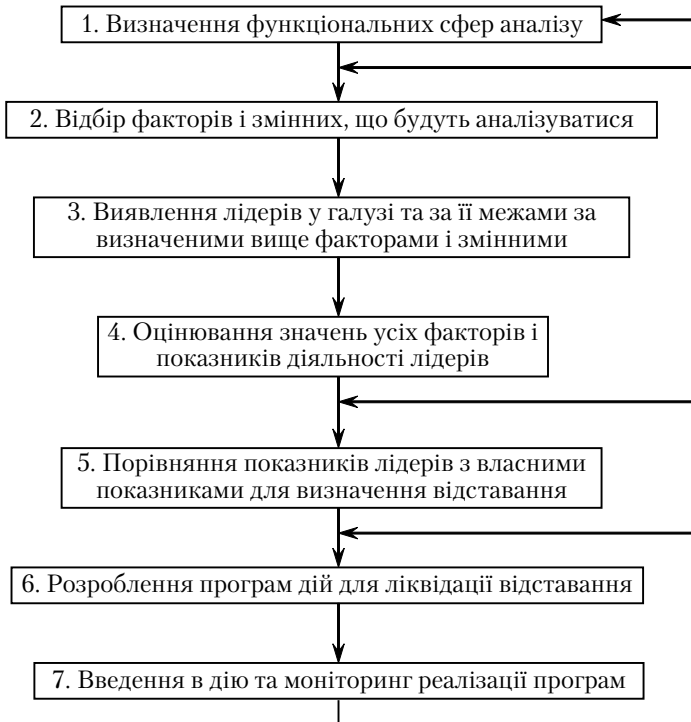 1. Визначення функціональних сфер аналізу
2. Відбір факторів і змінних, що будуть аналізуватися
3. Виявлення лідерів у галузі та за її межами за
визначеними вище факторами і змінними
4. Оцінювання значень усіх факторів і
показників діяльності лідерів
5. Порівняння показників лідерів з власними
показниками для визначення відставання
6. Розроблення програм дій для ліквідації відставання
7. Введення в дію та моніторинг реалізації програм